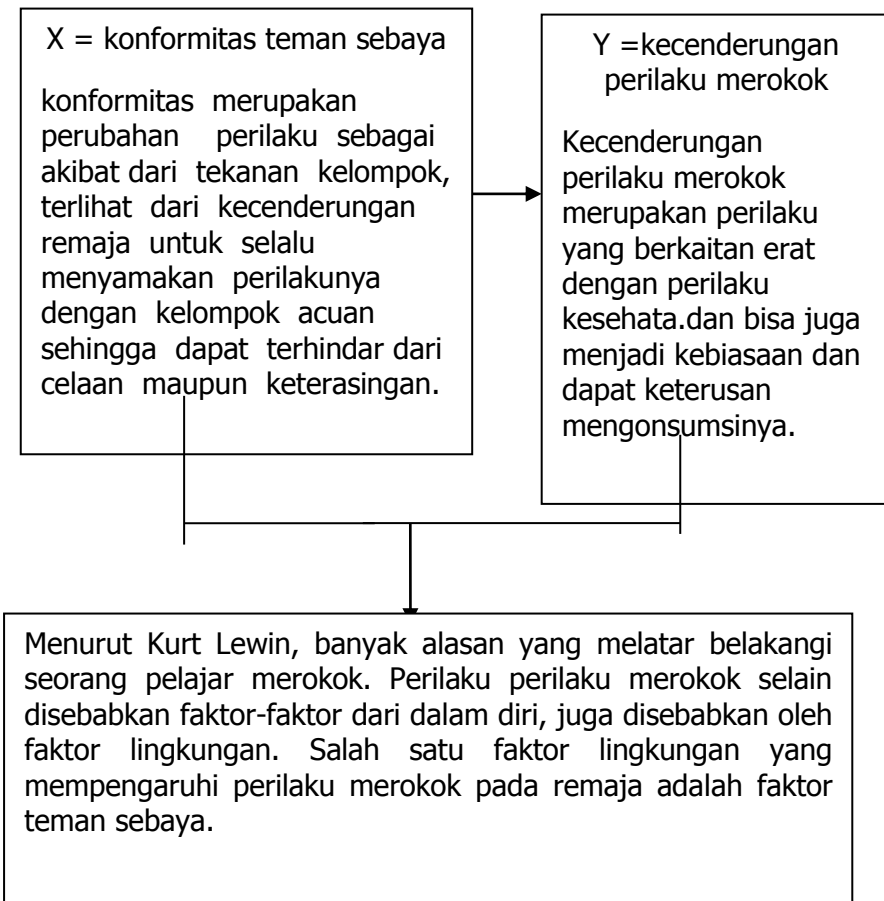 X = konformitas teman sebaya
konformitas merupakan
perubahan perilaku sebagai
akibat dari tekanan kelompok,
terlihat dari kecenderungan
remaja untuk selalu
menyamakan perilakunya
dengan kelompok acuan
sehingga dapat terhindar dari
celaan maupun keterasingan.
Y =kecenderungan
perilaku merokok
Kecenderungan
perilaku merokok
merupakan perilaku
yang berkaitan erat
dengan perilaku
kesehata.dan bisa juga
menjadi kebiasaan dan
dapat keterusan
mengonsumsinya.
Menurut Kurt Lewin, banyak alasan yang melatar belakangi
seorang pelajar merokok. Perilaku perilaku merokok selain
disebabkan faktor-faktor dari dalam diri, juga disebabkan oleh
faktor lingkungan. Salah satu faktor lingkungan yang
mempengaruhi perilaku merokok pada remaja adalah faktor
teman sebaya.